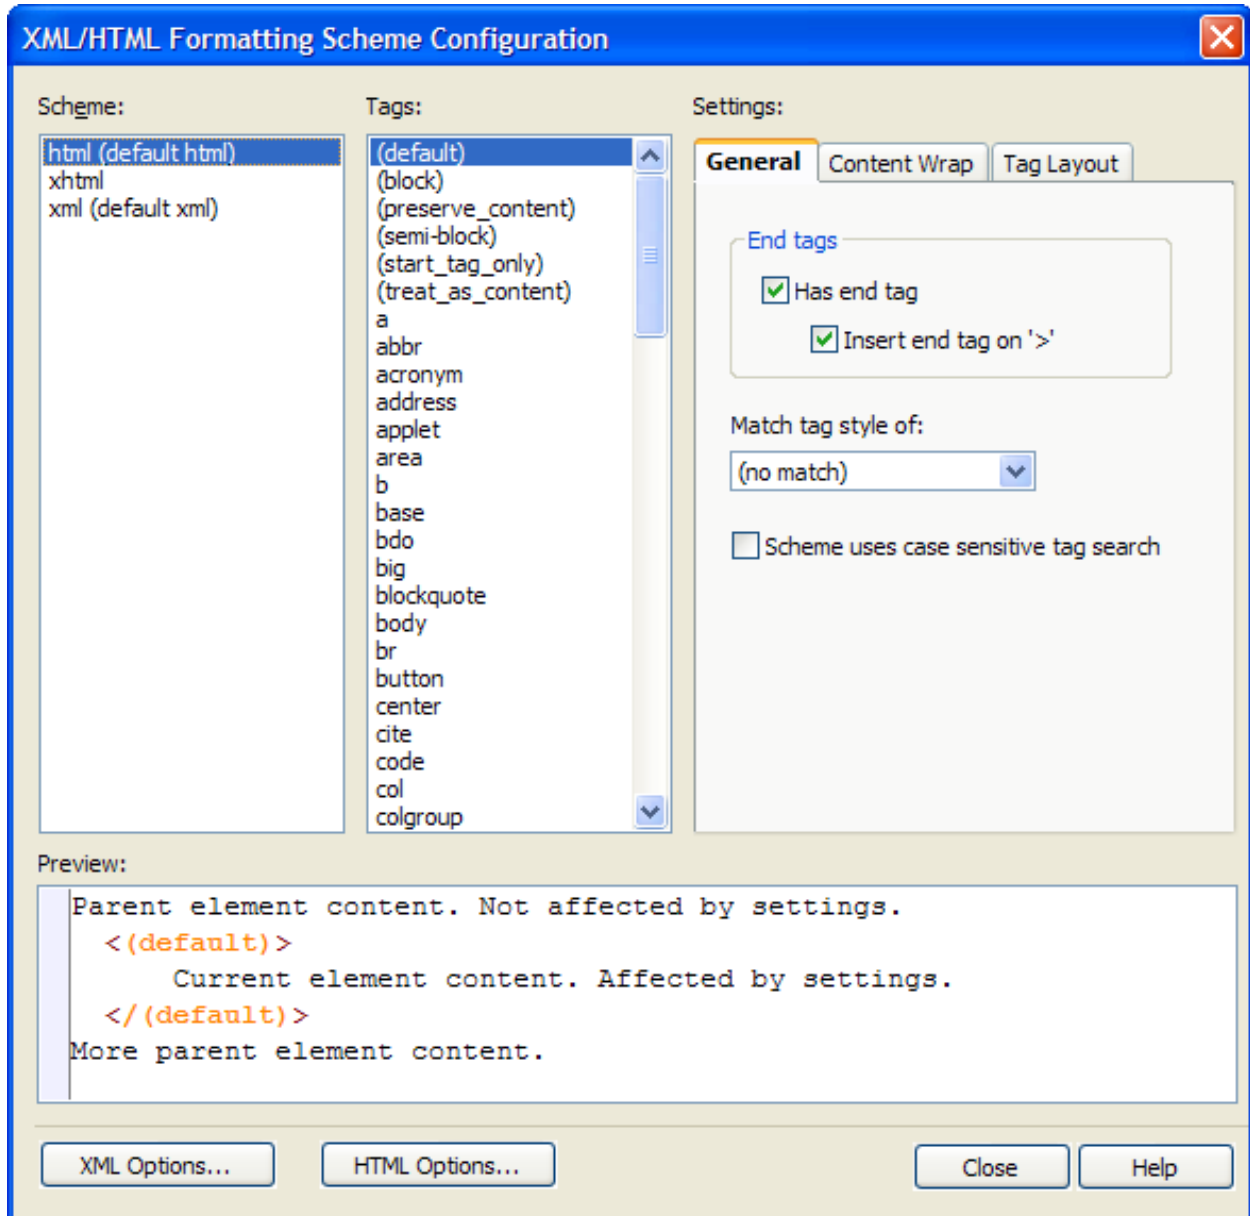 XML/HTML Formatting Scheme Configuration
Scheme:
html (default html)
xhtml
xml (default xml)
Tags:
(default)
(block)
(preserve_content)
(semi-block)
(start_tag_only)
(treat_as_content)
a
abbr
acronym
address
applet
area
b
base
bdo
big
blockquote
body
br
button
center
cite
code
col
colgroup
Settings:
General Content Wrap Tag Layout
End tags
Has end tag
Insert end tag on '>'
Match tag style of:
(no match)
Scheme uses case sensitive tag search
Preview:
Parent element content. Not affected by settings.
<(default)>
Current element content. Affected by settings.
</(default)>
More parent element content.
XML Options... HTML Options... Close Help